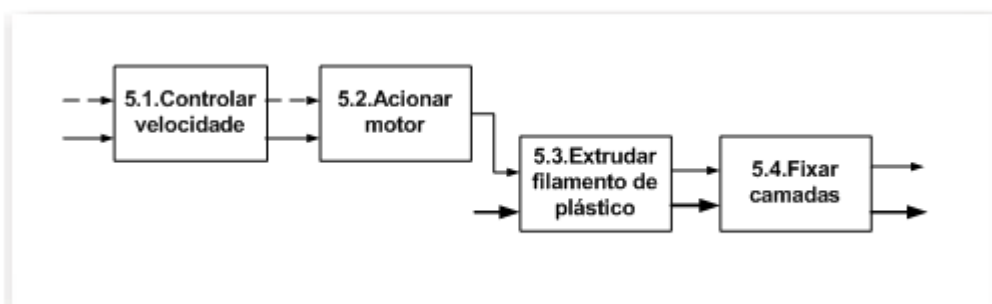 5.1.Controlar
velocidade
5.2.Acionar
motor
5.3.Extrudar
filamento de
plástico
5.4.Fixar
camadas